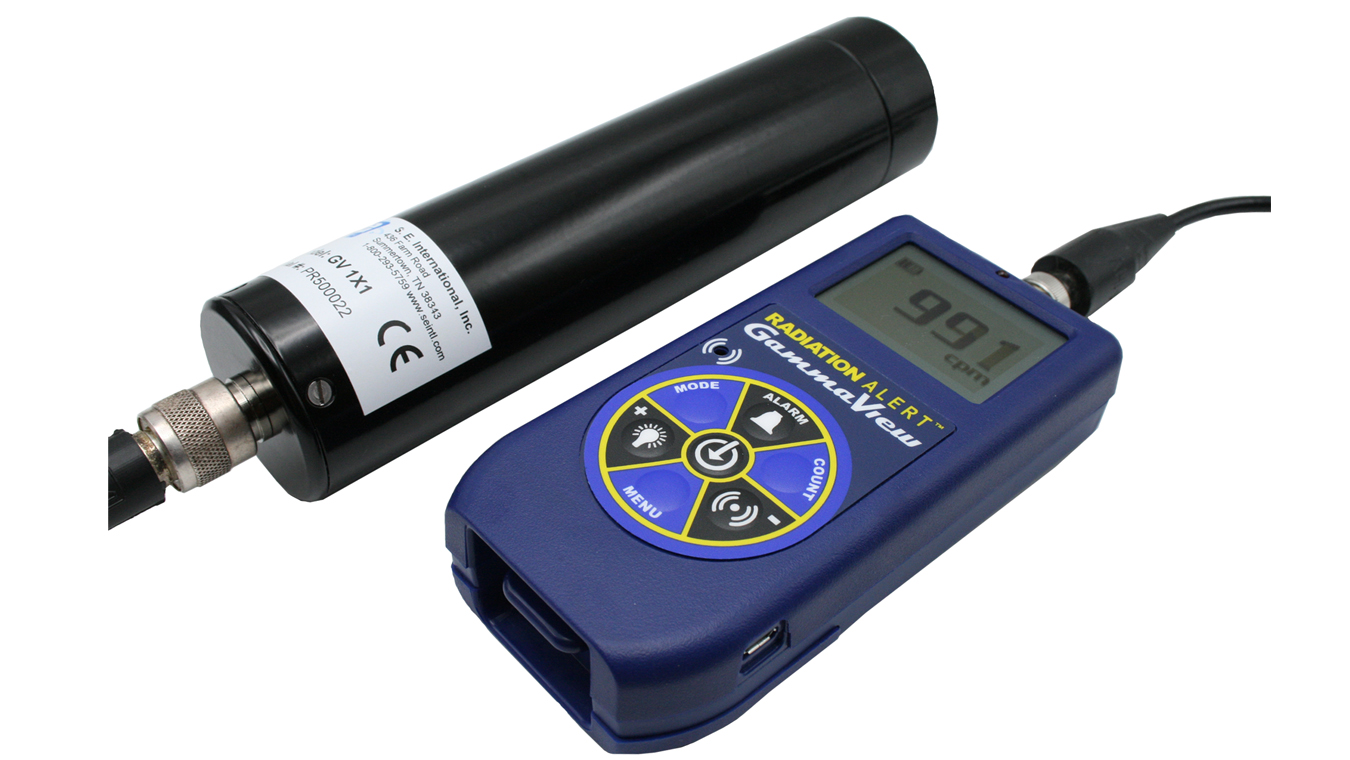 S. E. International, Inc.
436 Farm Road
Summertown, TN 38343
1-800-293-5759 www.seintl.com
GV 1X1
#: PR500022
CE
991
cpm
RADIATION ALERT™
GammaView
MODE
ALARM
+
COUNT
MENU
-